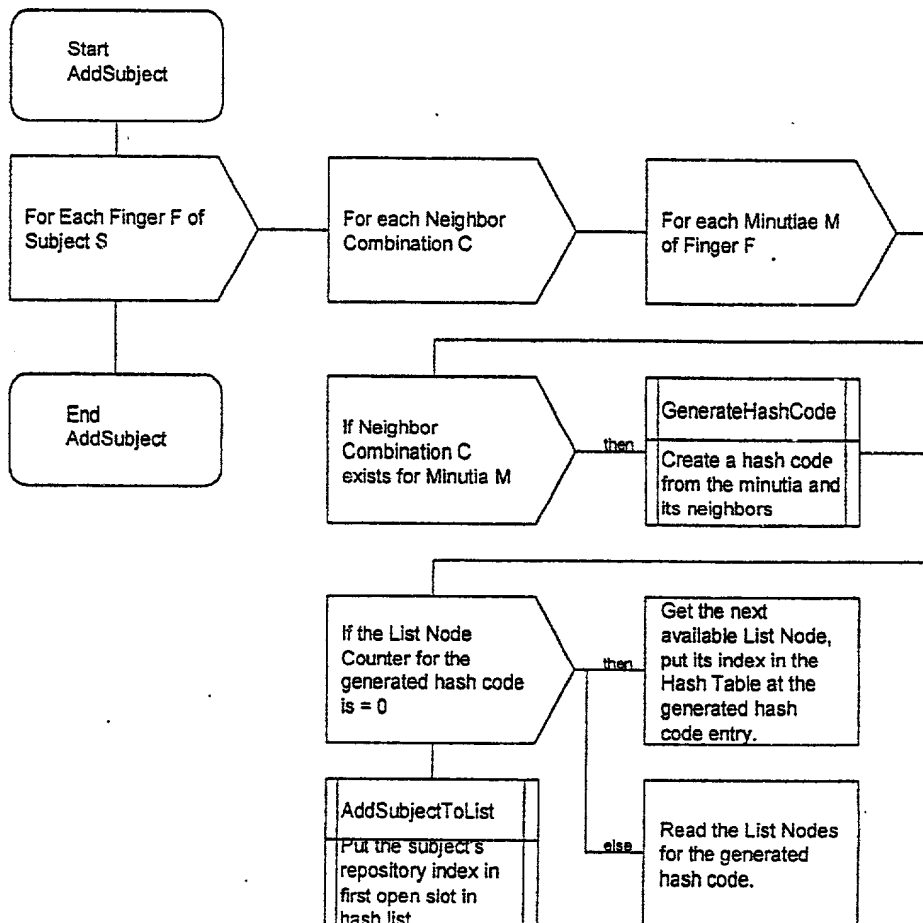 Start
AddSubject
For Each Finger F of
Subject S
For each Neighbor
Combination C
For each Minutiae M
of Finger F
End
AddSubject
If Neighbor
Combination C
exists for Minutia M
then
GenerateHashCode
Create a hash code
from the minutia and
its neighbors
If the List Node
Counter for the
generated hash code
is = 0
then
Get the next
available List Node,
put its index in the
Hash Table at the
generated hash
code entry.
AddSubjectToList
Put the subject's
repository index in
first open slot in
hash list
else
Read the List Nodes
for the generated
hash code.